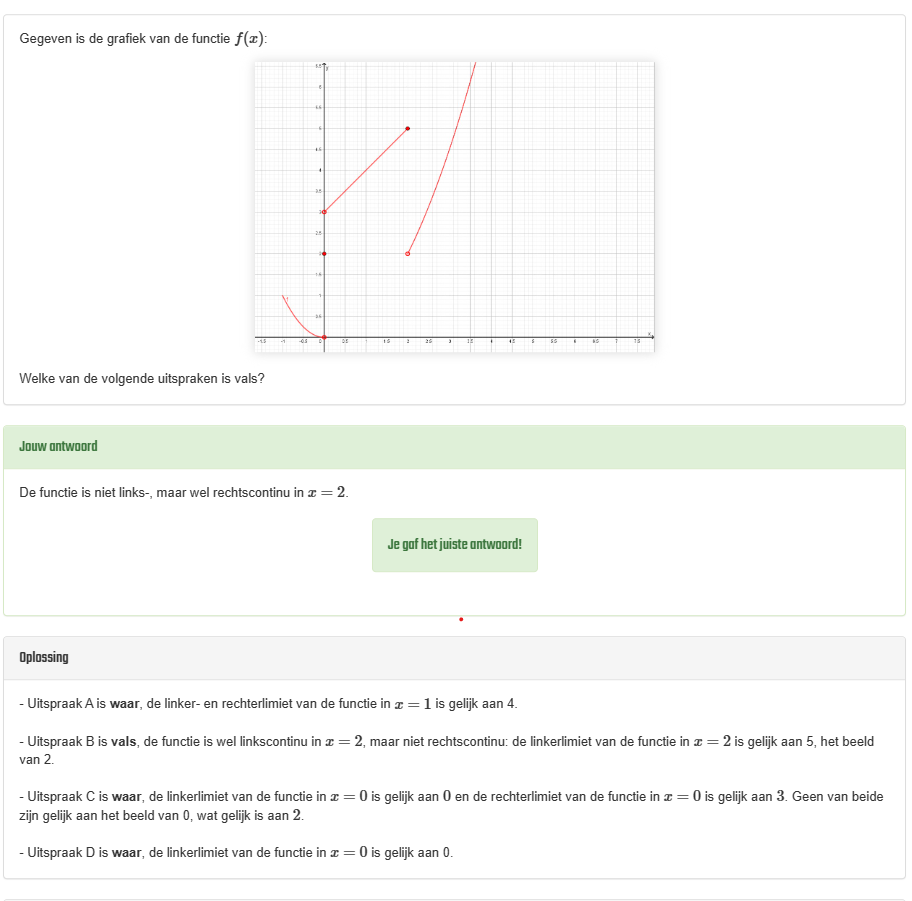 Gegeven is de grafiek van de functie f(x):
Welke van de volgende uitspraken is vals?
Jouw antwoord
De functie is niet links-, maar wel rechtscontinu in x = 2.
Je gaf het juiste antwoord!
Oplossing
- Uitspraak A is waar, de linker- en rechterlimiet van de functie in x = 1 is gelijk aan 4.
- Uitspraak B is vals, de functie is wel linkscontinu in x = 2, maar niet rechtscontinu: de linkerlimiet van de functie in x = 2 is gelijk aan 5, het beeld
van 2.
- Uitspraak C is waar, de linkerlimiet van de functie in x = 0 is gelijk aan 0 en de rechterlimiet van de functie in x = 0 is gelijk aan 3. Geen van beide
zijn gelijk aan het beeld van 0, wat gelijk is aan 2.
- Uitspraak D is waar, de linkerlimiet van de functie in x = 0 is gelijk aan 0.